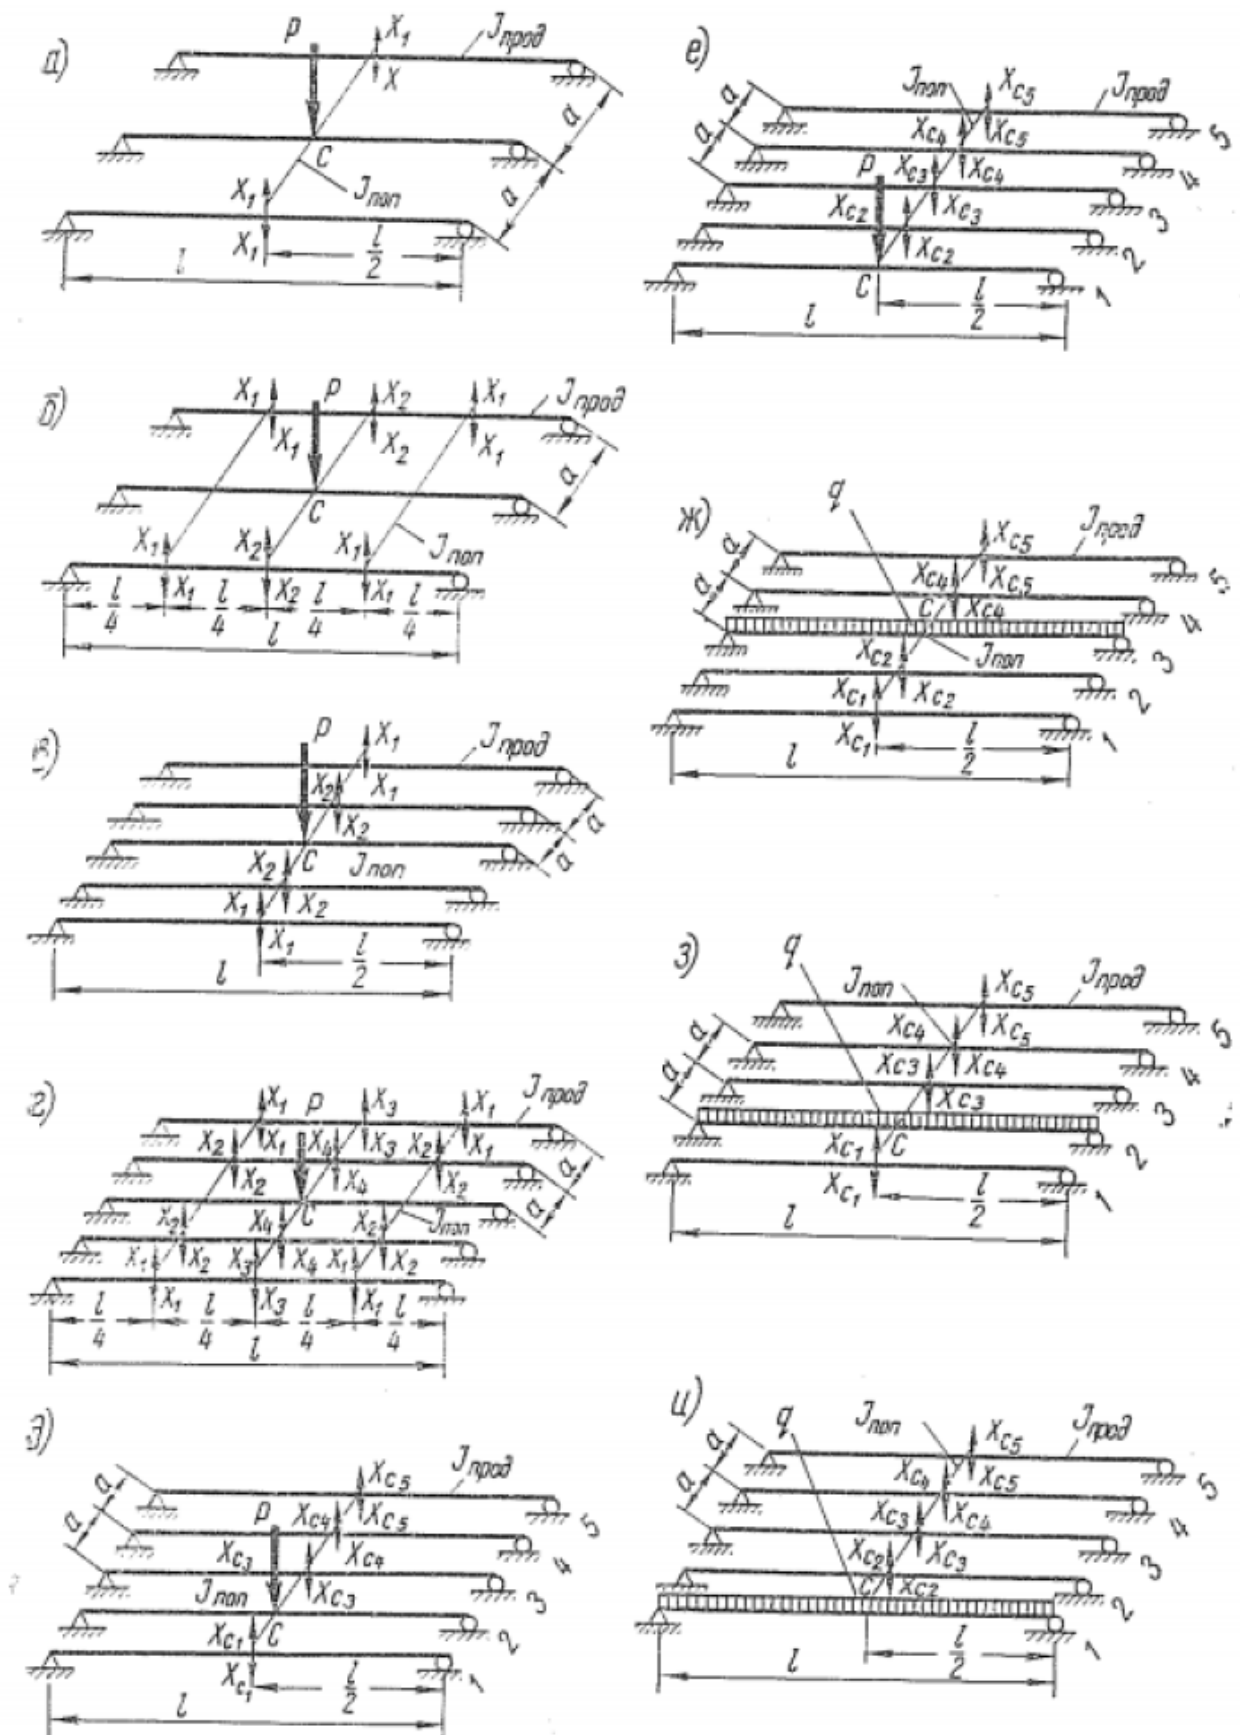 а)
P
X₁
Jпрод
X
a
C
Jпоп
X₁
a
X₁
l/2
l
б)
X₁
P
X₂
X₁
Jпрод
X₁
X₂
X₁
a
C
Jпоп
X₁
X₂
X₁
l/4
X₁
l/4
X₂
l/4
X₁
l/4
l
в)
P
X₁
Jпрод
X₂
X₁
X₂
a
a
C
Jпоп
X₂
X₁
X₂
X₁
l/2
l
г)
X₁
P
X₃
X₁
Jпрод
X₂
X₁
X₄
X₃
X₂
X₁
X₂
X₄
X₂
a
a
C
X₂
X₄
X₂
Jпоп
X₁
X₂
X₃
X₄
X₁
X₂
l/4
X₁
l/4
X₃
l/4
X₁
l/4
l
д)
a
a
Jпрод
XC5
P
XC4
XC5
5
XC3
XC4
4
Jпоп
XC3
3
XC1
C
2
XC1
l/2
1
l
е)
Jпоп
XC5
Jпрод
a
a
XC4
XC5
5
P
XC3
XC4
4
XC2
XC3
3
XC2
2
C
l/2
1
l
ж)
q
XC5
Jпрод
a
a
XC4
XC5
5
C
XC4
4
XC2
Jпоп
3
XC1
XC2
2
XC1
l/2
1
l
з)
q
Jпоп
XC5
Jпрод
a
a
XC4
XC5
5
XC3
XC4
4
XC3
3
XC1
C
2
XC1
l/2
1
l
и)
q
Jпоп
XC5
Jпрод
a
a
XC4
XC5
5
XC3
XC4
4
XC2
XC3
3
C
XC2
2
l/2
1
l